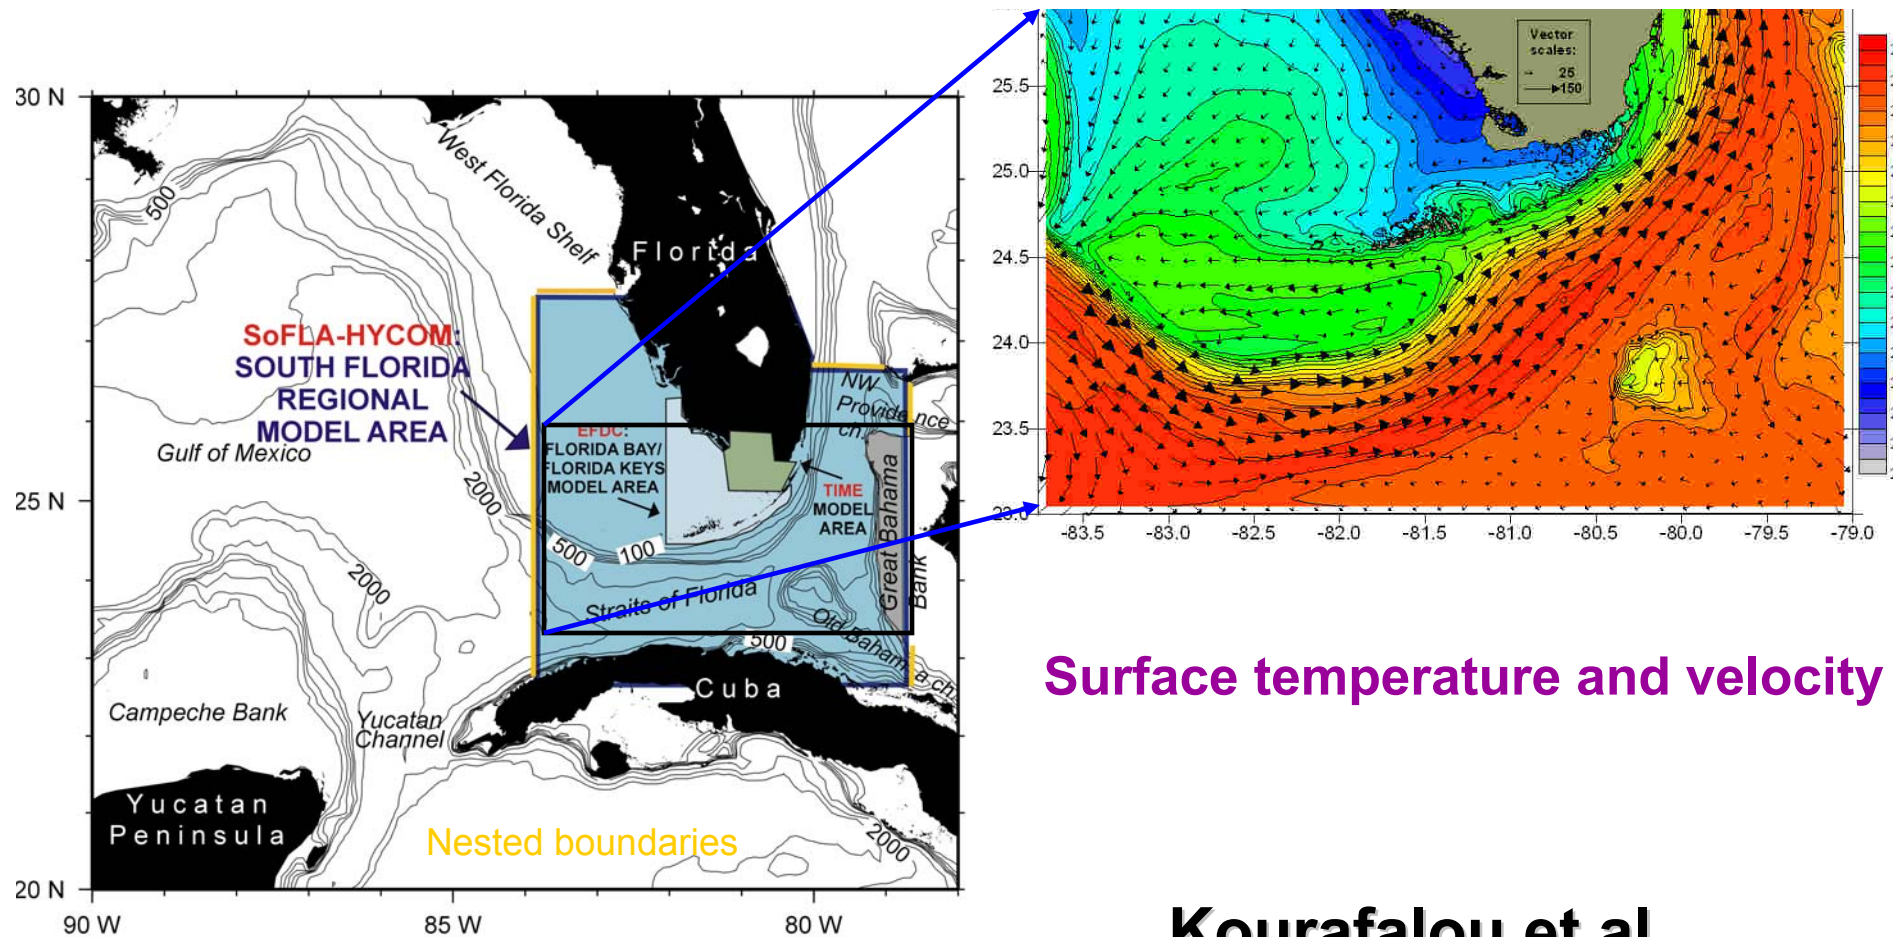 30 N
25 N
20 N
90 W
85 W
80 W
500
West Florida Shelf
Florida
SoFLA-HYCOM:
SOUTH FLORIDA
REGIONAL
MODEL AREA
Gulf of Mexico
2000
EFDC:
FLORIDA BAY/
FLORIDA KEYS
MODEL AREA
TIME
MODEL
AREA
NW
Providence
ch
Great Bahama
Bank
500
100
Straits of Florida
Old Bahama ch
500
2000
Cuba
Campeche Bank
Yucatan
Channel
Yucatan
Peninsula
Nested boundaries
2000
Vector
scales:
25
150
25.5
25.0
24.5
24.0
23.5
23.0
-83.5
-83.0
-82.5
-82.0
-81.5
-81.0
-80.5
-80.0
-79.5
-79.0
Surface temperature and velocity
Kourafalou et al